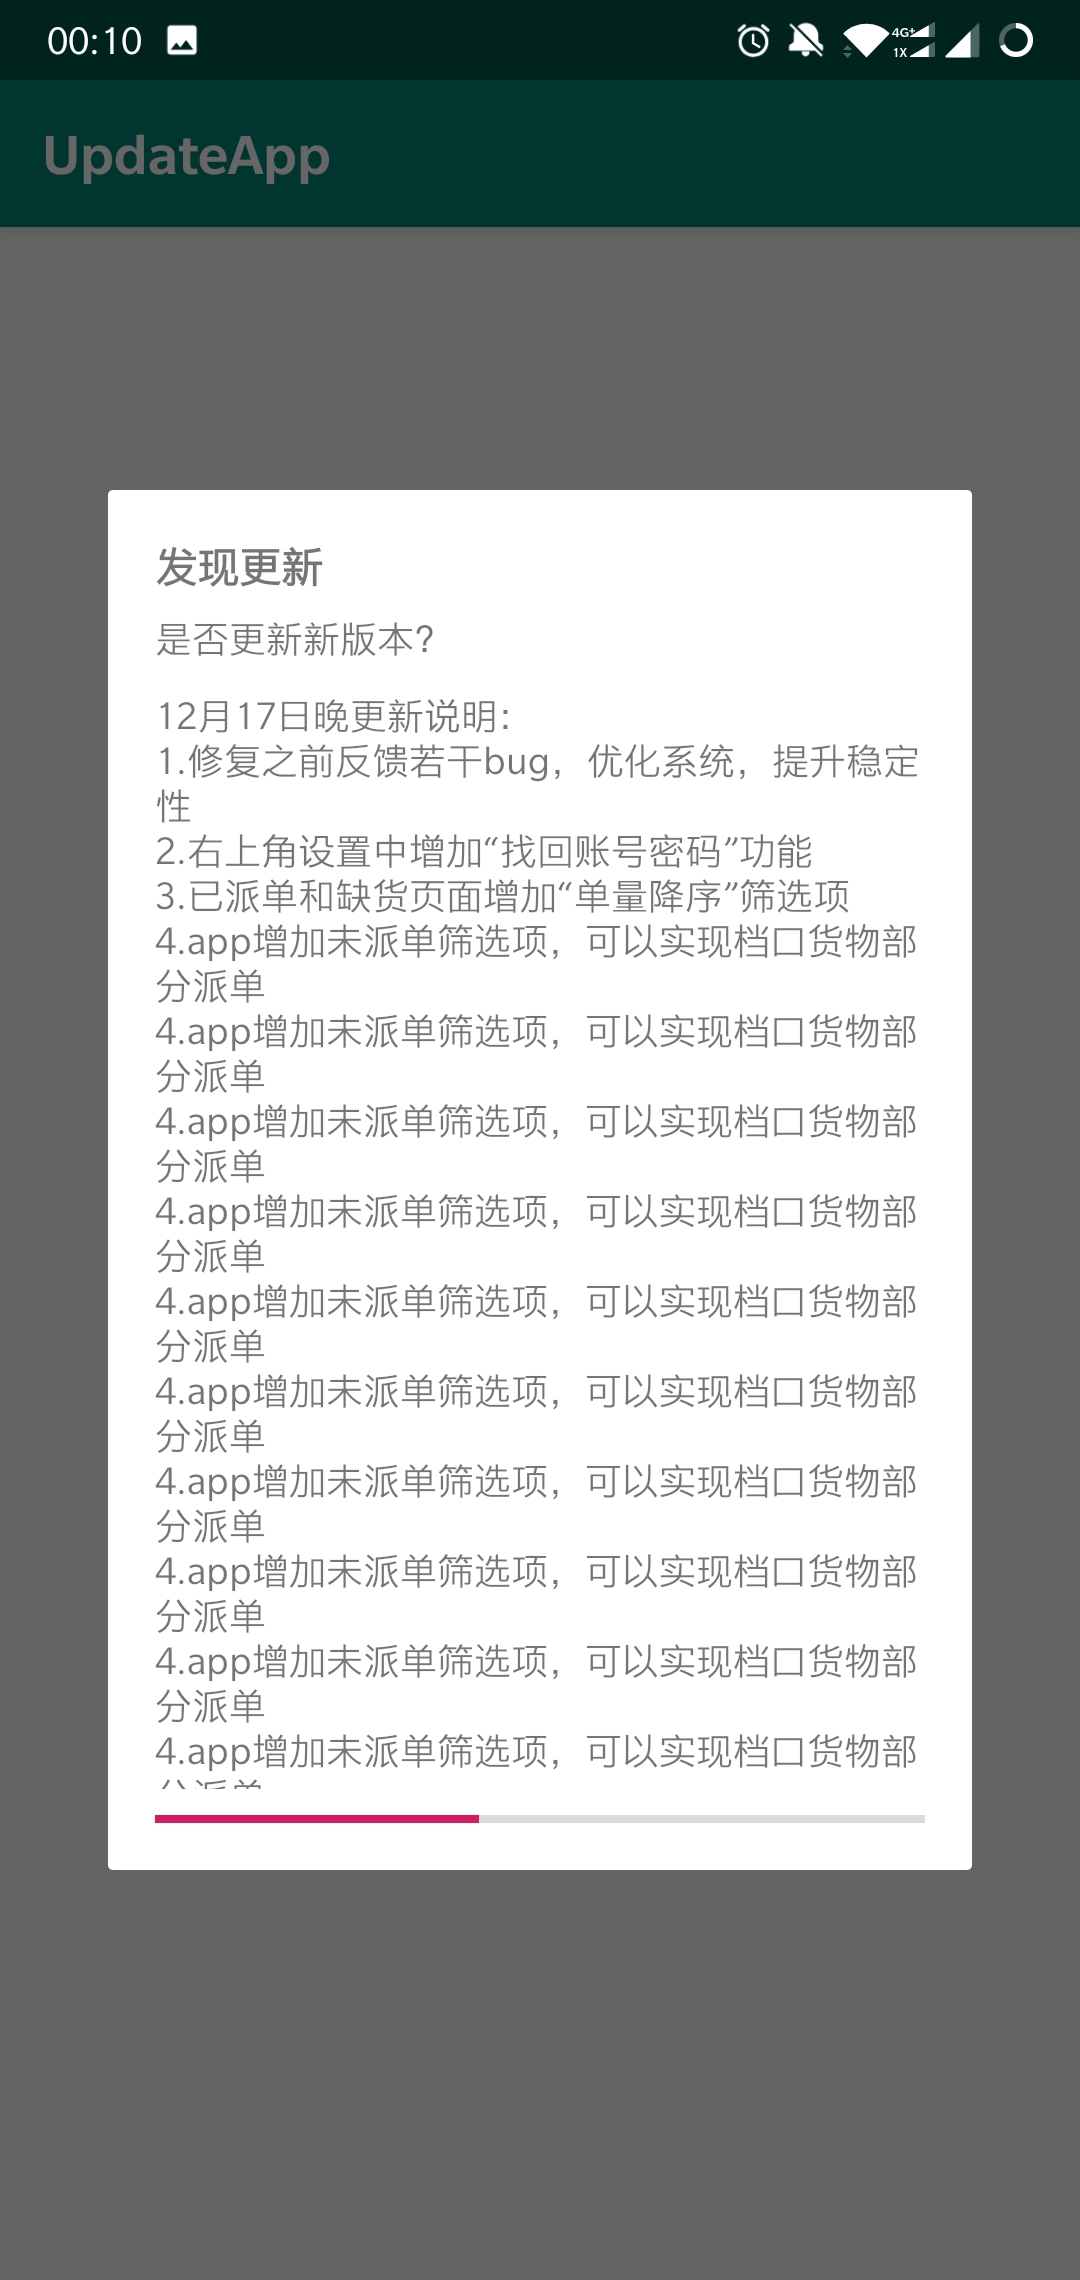 00:10
4G+
1X
UpdateApp
发现更新
是否更新新版本?
12月17日晚更新说明:
1.修复之前反馈若干bug，优化系统，提升稳定
性
2.右上角设置中增加“找回账号密码”功能
3.已派单和缺货页面增加“单量降序”筛选项
4.app增加未派单筛选项，可以实现档口货物部
分派单
4.app增加未派单筛选项，可以实现档口货物部
分派单
4.app增加未派单筛选项，可以实现档口货物部
分派单
4.app增加未派单筛选项，可以实现档口货物部
分派单
4.app增加未派单筛选项，可以实现档口货物部
分派单
4.app增加未派单筛选项，可以实现档口货物部
分派单
4.app增加未派单筛选项，可以实现档口货物部
分派单
4.app增加未派单筛选项，可以实现档口货物部
分派单
4.app增加未派单筛选项，可以实现档口货物部
分派单
4.app增加未派单筛选项，可以实现档口货物部